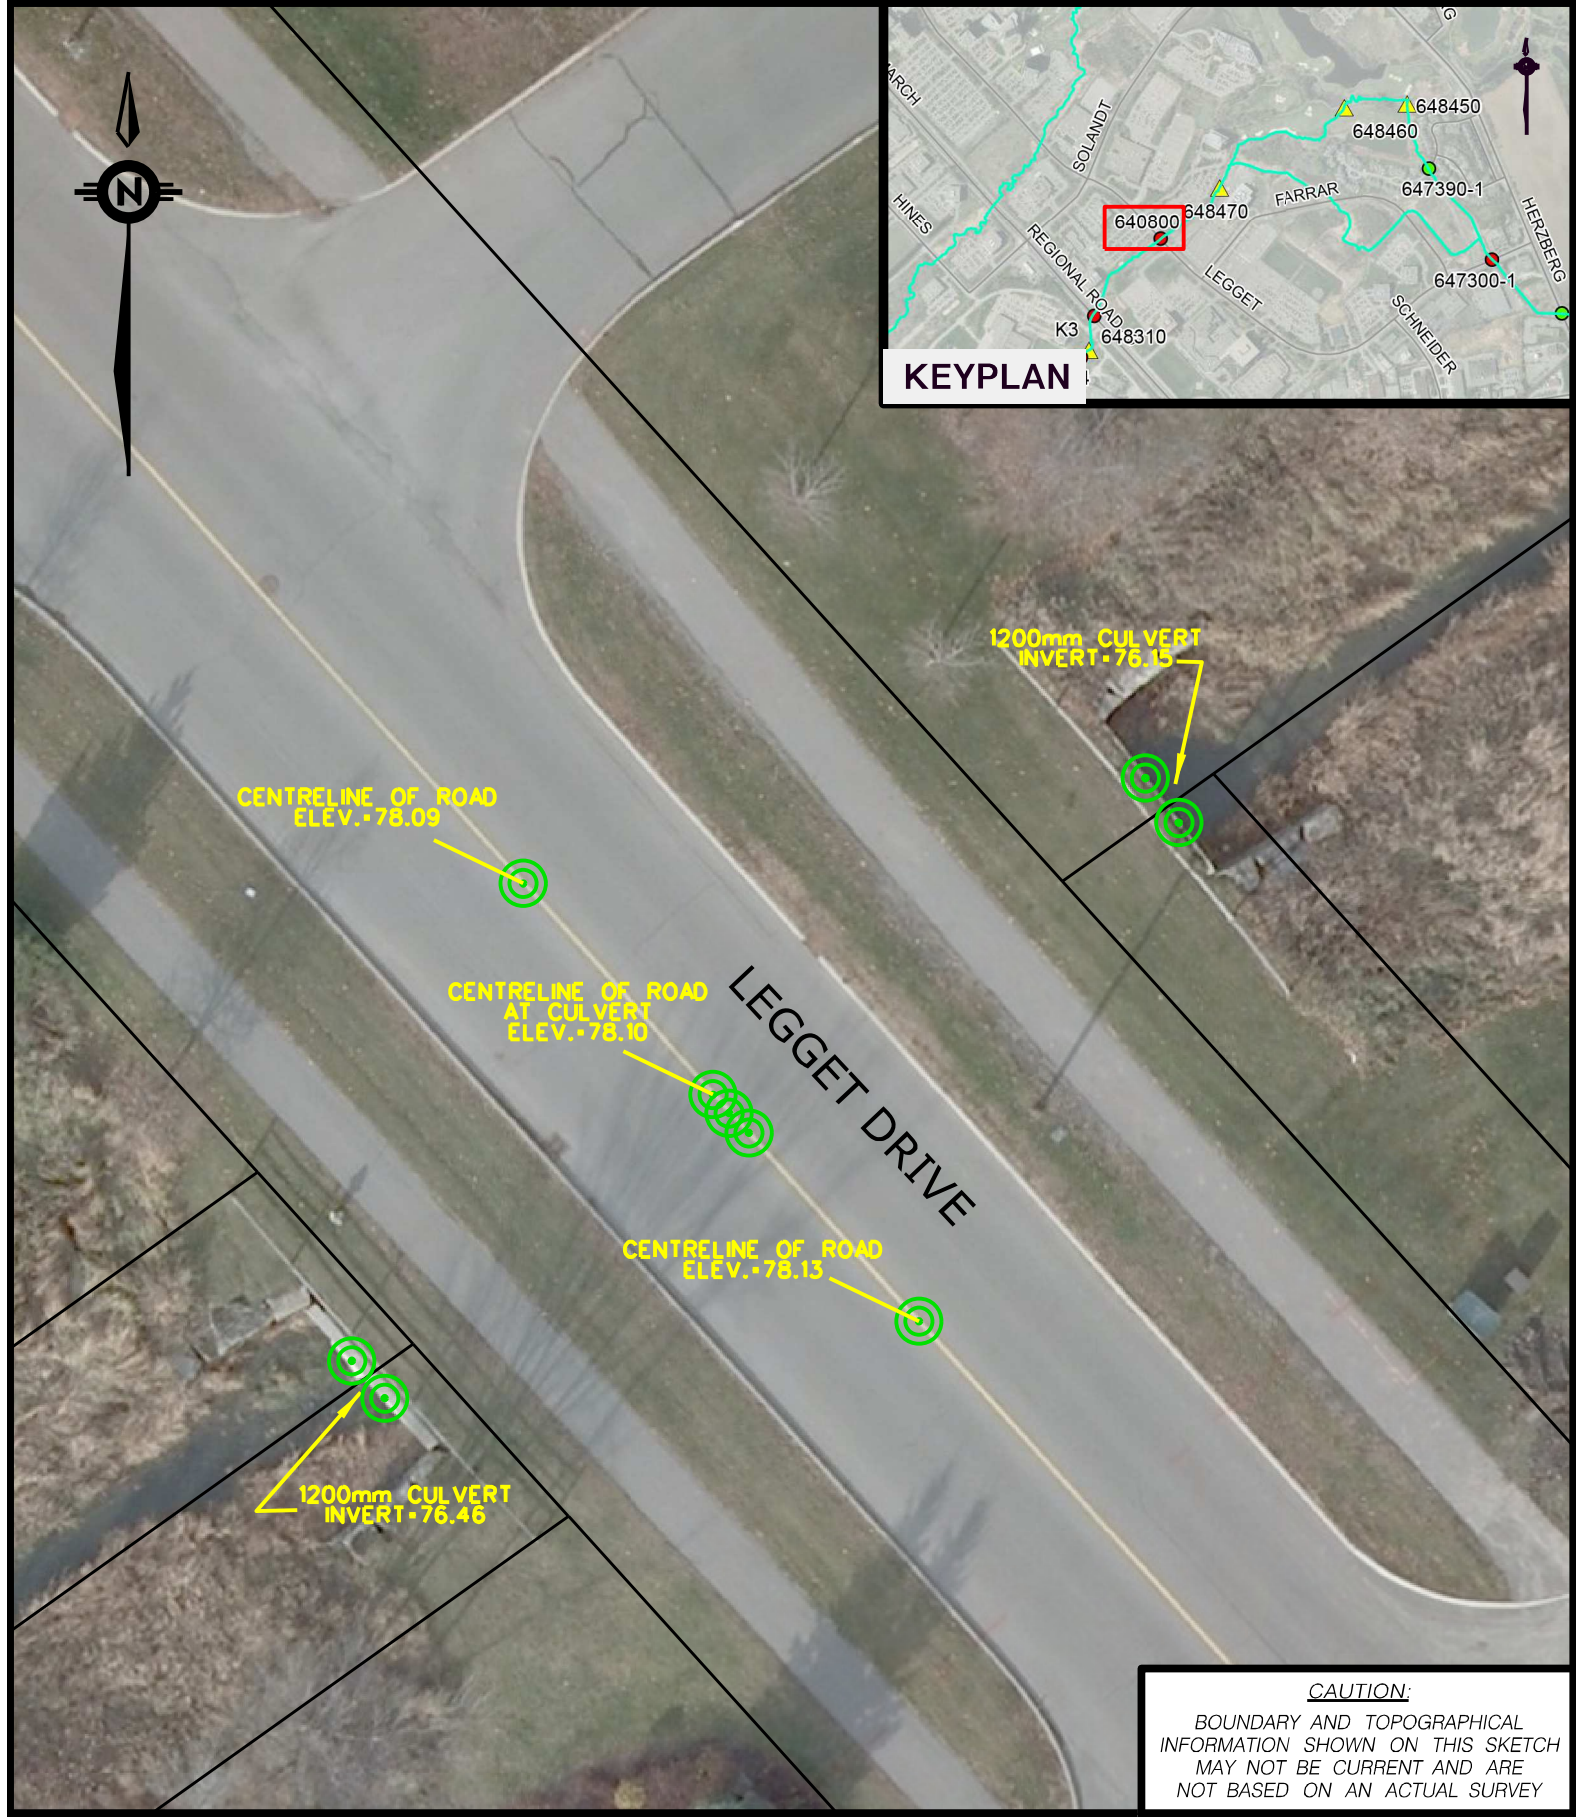 N
ARCH
SOLANDT
HINES
REGIONAL ROAD
FARRAR
LEGGET
SCHNEIDER
HERZBERG
648450
648460
647390-1
648470
640800
647300-1
K3
648310
KEYPLAN
1200mm CULVERT
INVERT=76.15
CENTRELINE OF ROAD
ELEV.=78.09
CENTRELINE OF ROAD
AT CULVERT
ELEV.=78.10
LEGGET DRIVE
CENTRELINE OF ROAD
ELEV.=78.13
1200mm CULVERT
INVERT=76.46
CAUTION:
BOUNDARY AND TOPOGRAPHICAL
INFORMATION SHOWN ON THIS SKETCH
MAY NOT BE CURRENT AND ARE
NOT BASED ON AN ACTUAL SURVEY